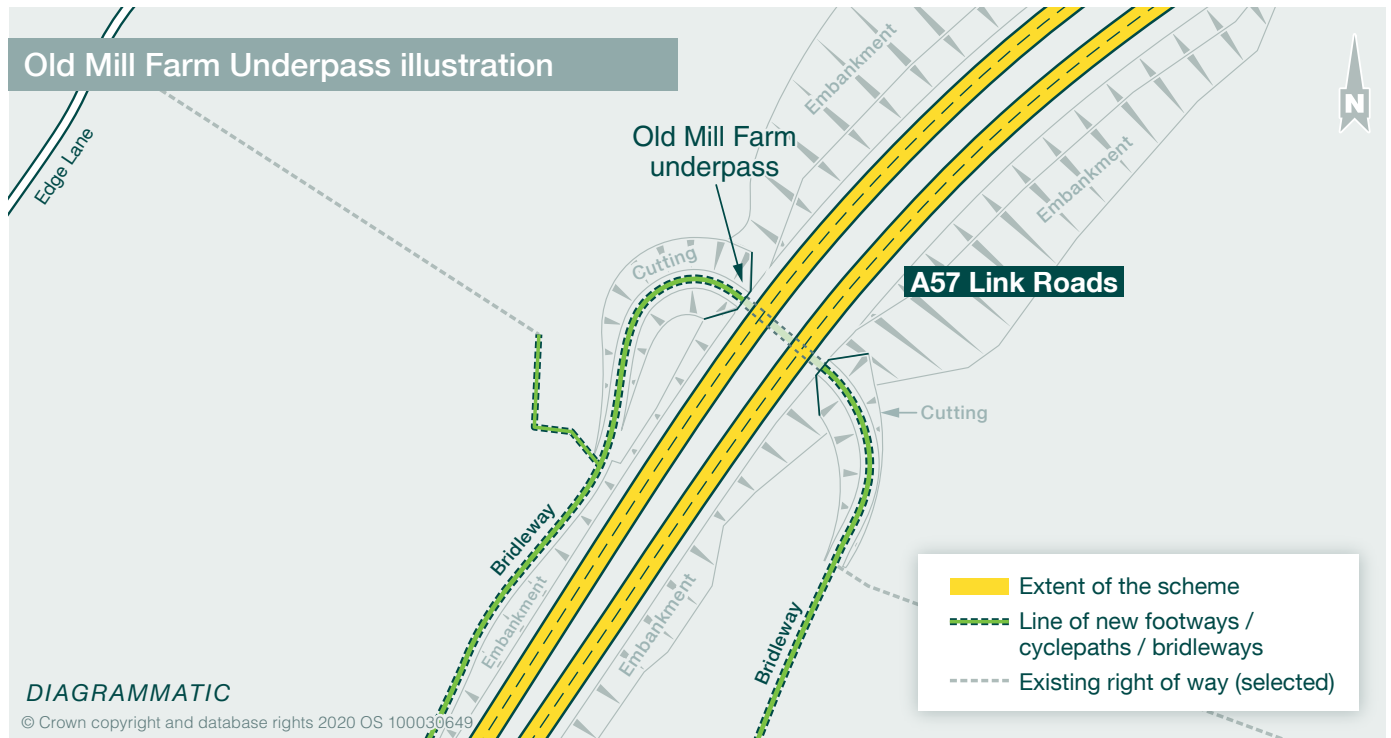 Old Mill Farm Underpass illustration
Edge Lane
Embankment
N
Old Mill Farm
underpass
Embankment
Cutting
A57 Link Roads
Cutting
Bridleway
Embankment
Embankment
Bridleway
Extent of the scheme
Line of new footways /
cyclepaths / bridleways
Existing right of way (selected)
DIAGRAMMATIC
© Crown copyright and database rights 2020 OS 100030649